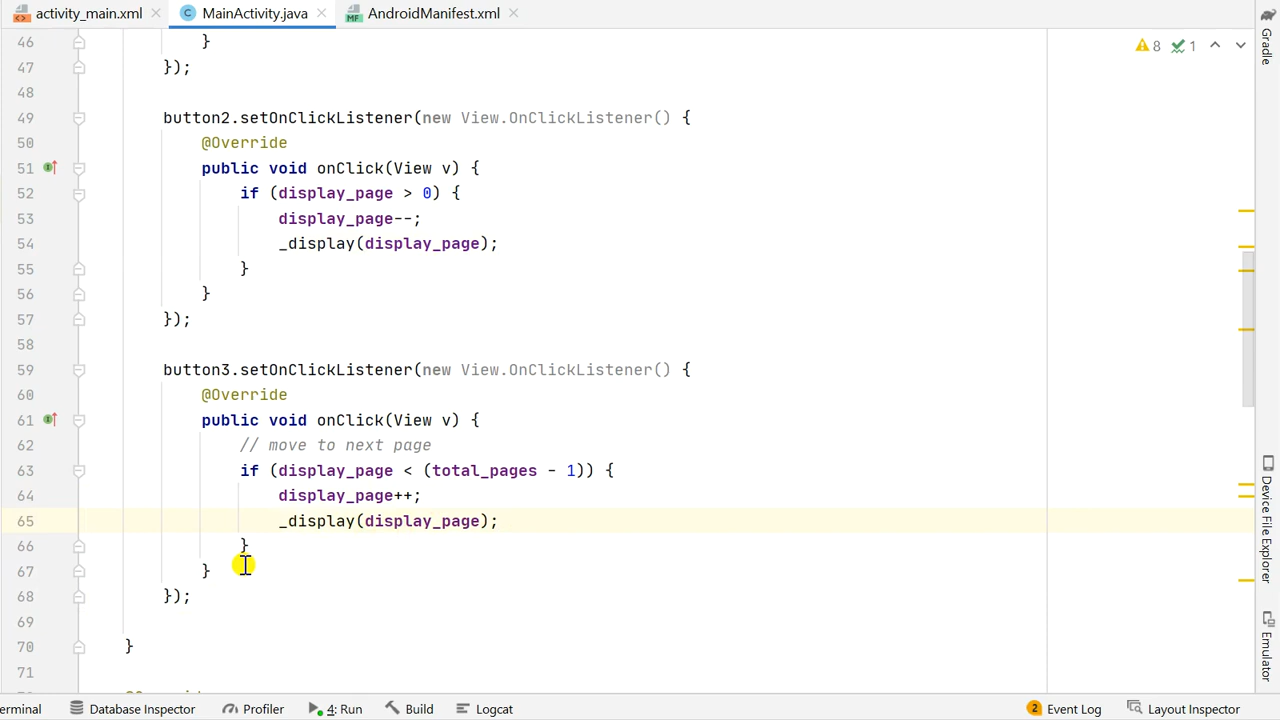 activity_main.xml MainActivity.java AndroidManifest.xml
46 }
8 1
47 });
48
49 button2.setOnClickListener(new View.OnClickListener() {
50 @Override
51 public void onClick(View v) {
52 if (display_page > 0) {
53 display_page--;
54 _display(display_page);
55 }
56 }
57 });
58
59 button3.setOnClickListener(new View.OnClickListener() {
60 @Override
61 public void onClick(View v) {
62 // move to next page
63 if (display_page < (total_pages - 1)) {
64 display_page++;
65 _display(display_page);
66 }
67 }
68 });
69
70 }
71
Gradle
Device File Explorer
Emulator
erminal Database Inspector Profiler 4: Run Build Logcat 2 Event Log Layout Inspector